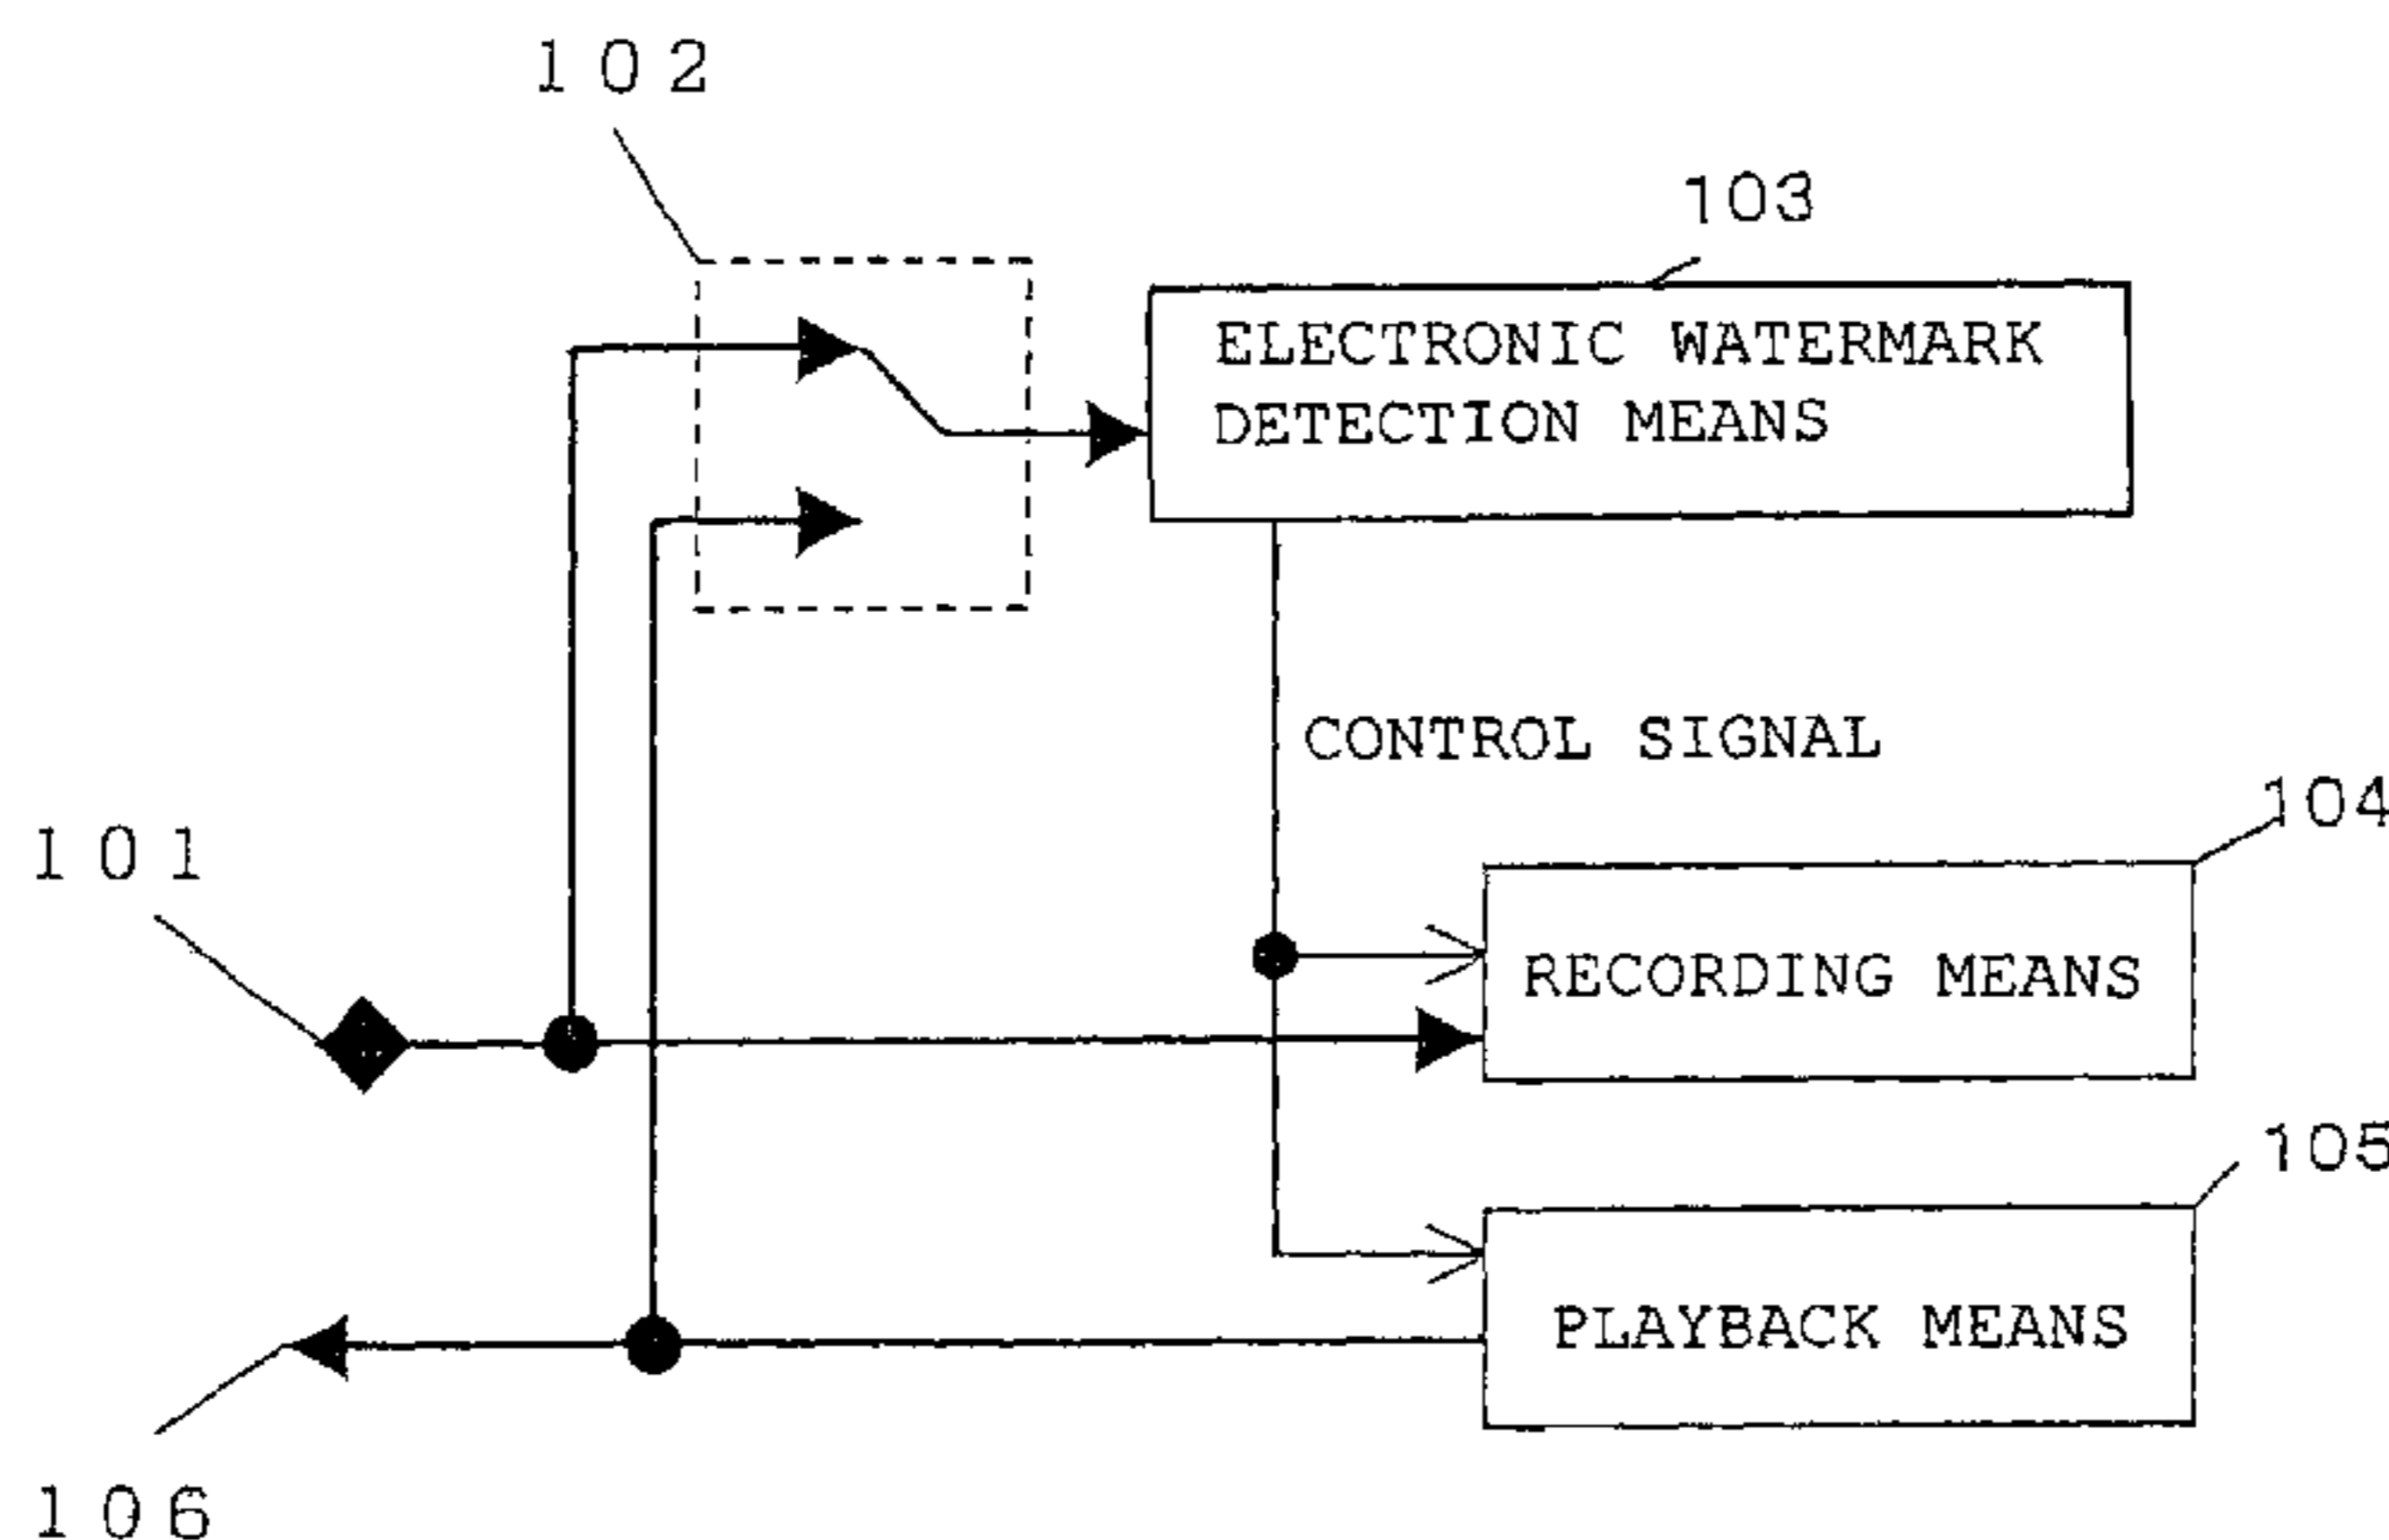 102
103
ELECTRONIC WATERMARK
DETECTION MEANS
CONTROL SIGNAL
104
101
RECORDING MEANS
105
PLAYBACK MEANS
106